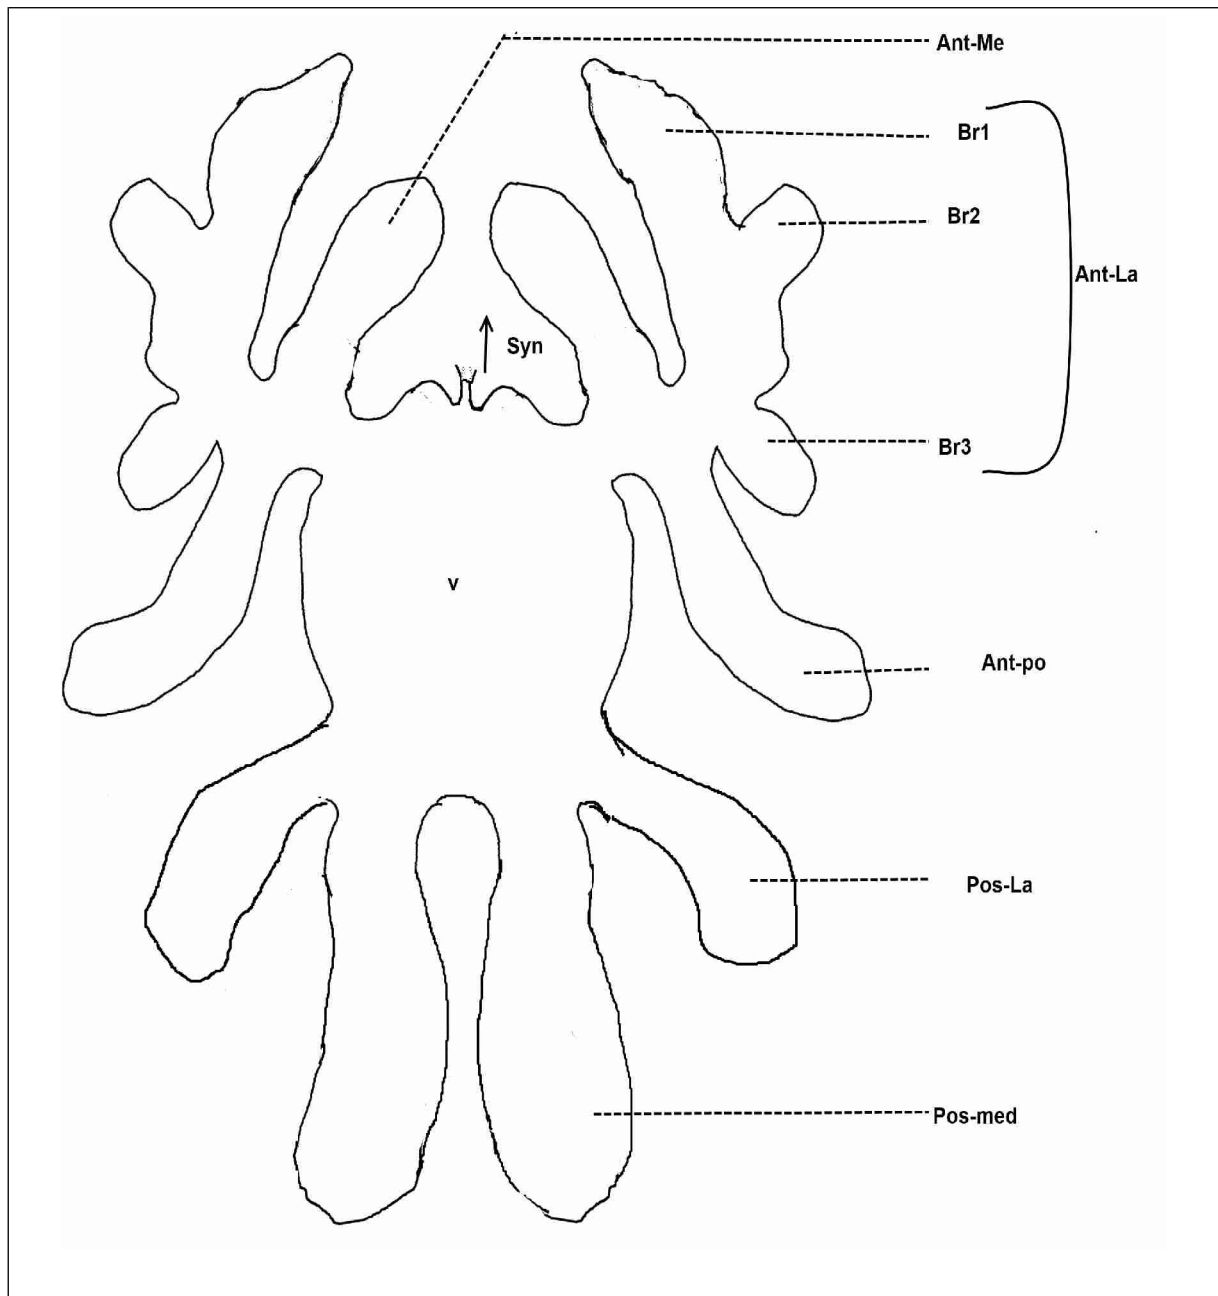 Ant-Me
Br1
Br2
Ant-La
Syn
Br3
v
Ant-po
Pos-La
Pos-med